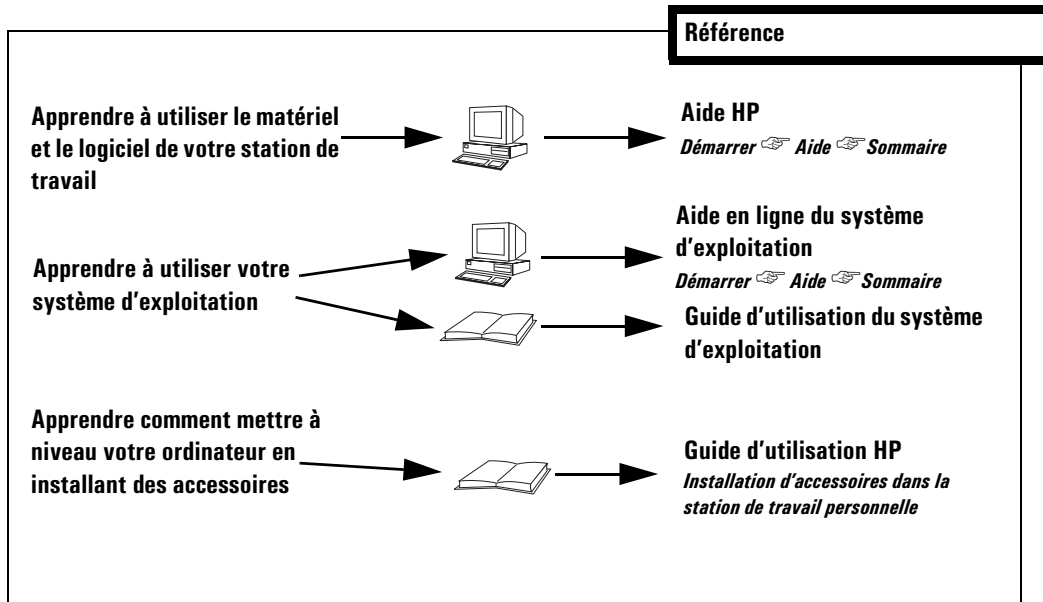 Référence
Apprendre à utiliser le matériel
et le logiciel de votre station de
travail
Aide HP
Démarrer ☞ Aide ☞ Sommaire
Apprendre à utiliser votre
système d'exploitation
Aide en ligne du système
d'exploitation
Démarrer ☞ Aide ☞ Sommaire
Guide d'utilisation du système
d'exploitation
Apprendre comment mettre à
niveau votre ordinateur en
installant des accessoires
Guide d'utilisation HP
Installation d'accessoires dans la
station de travail personnelle